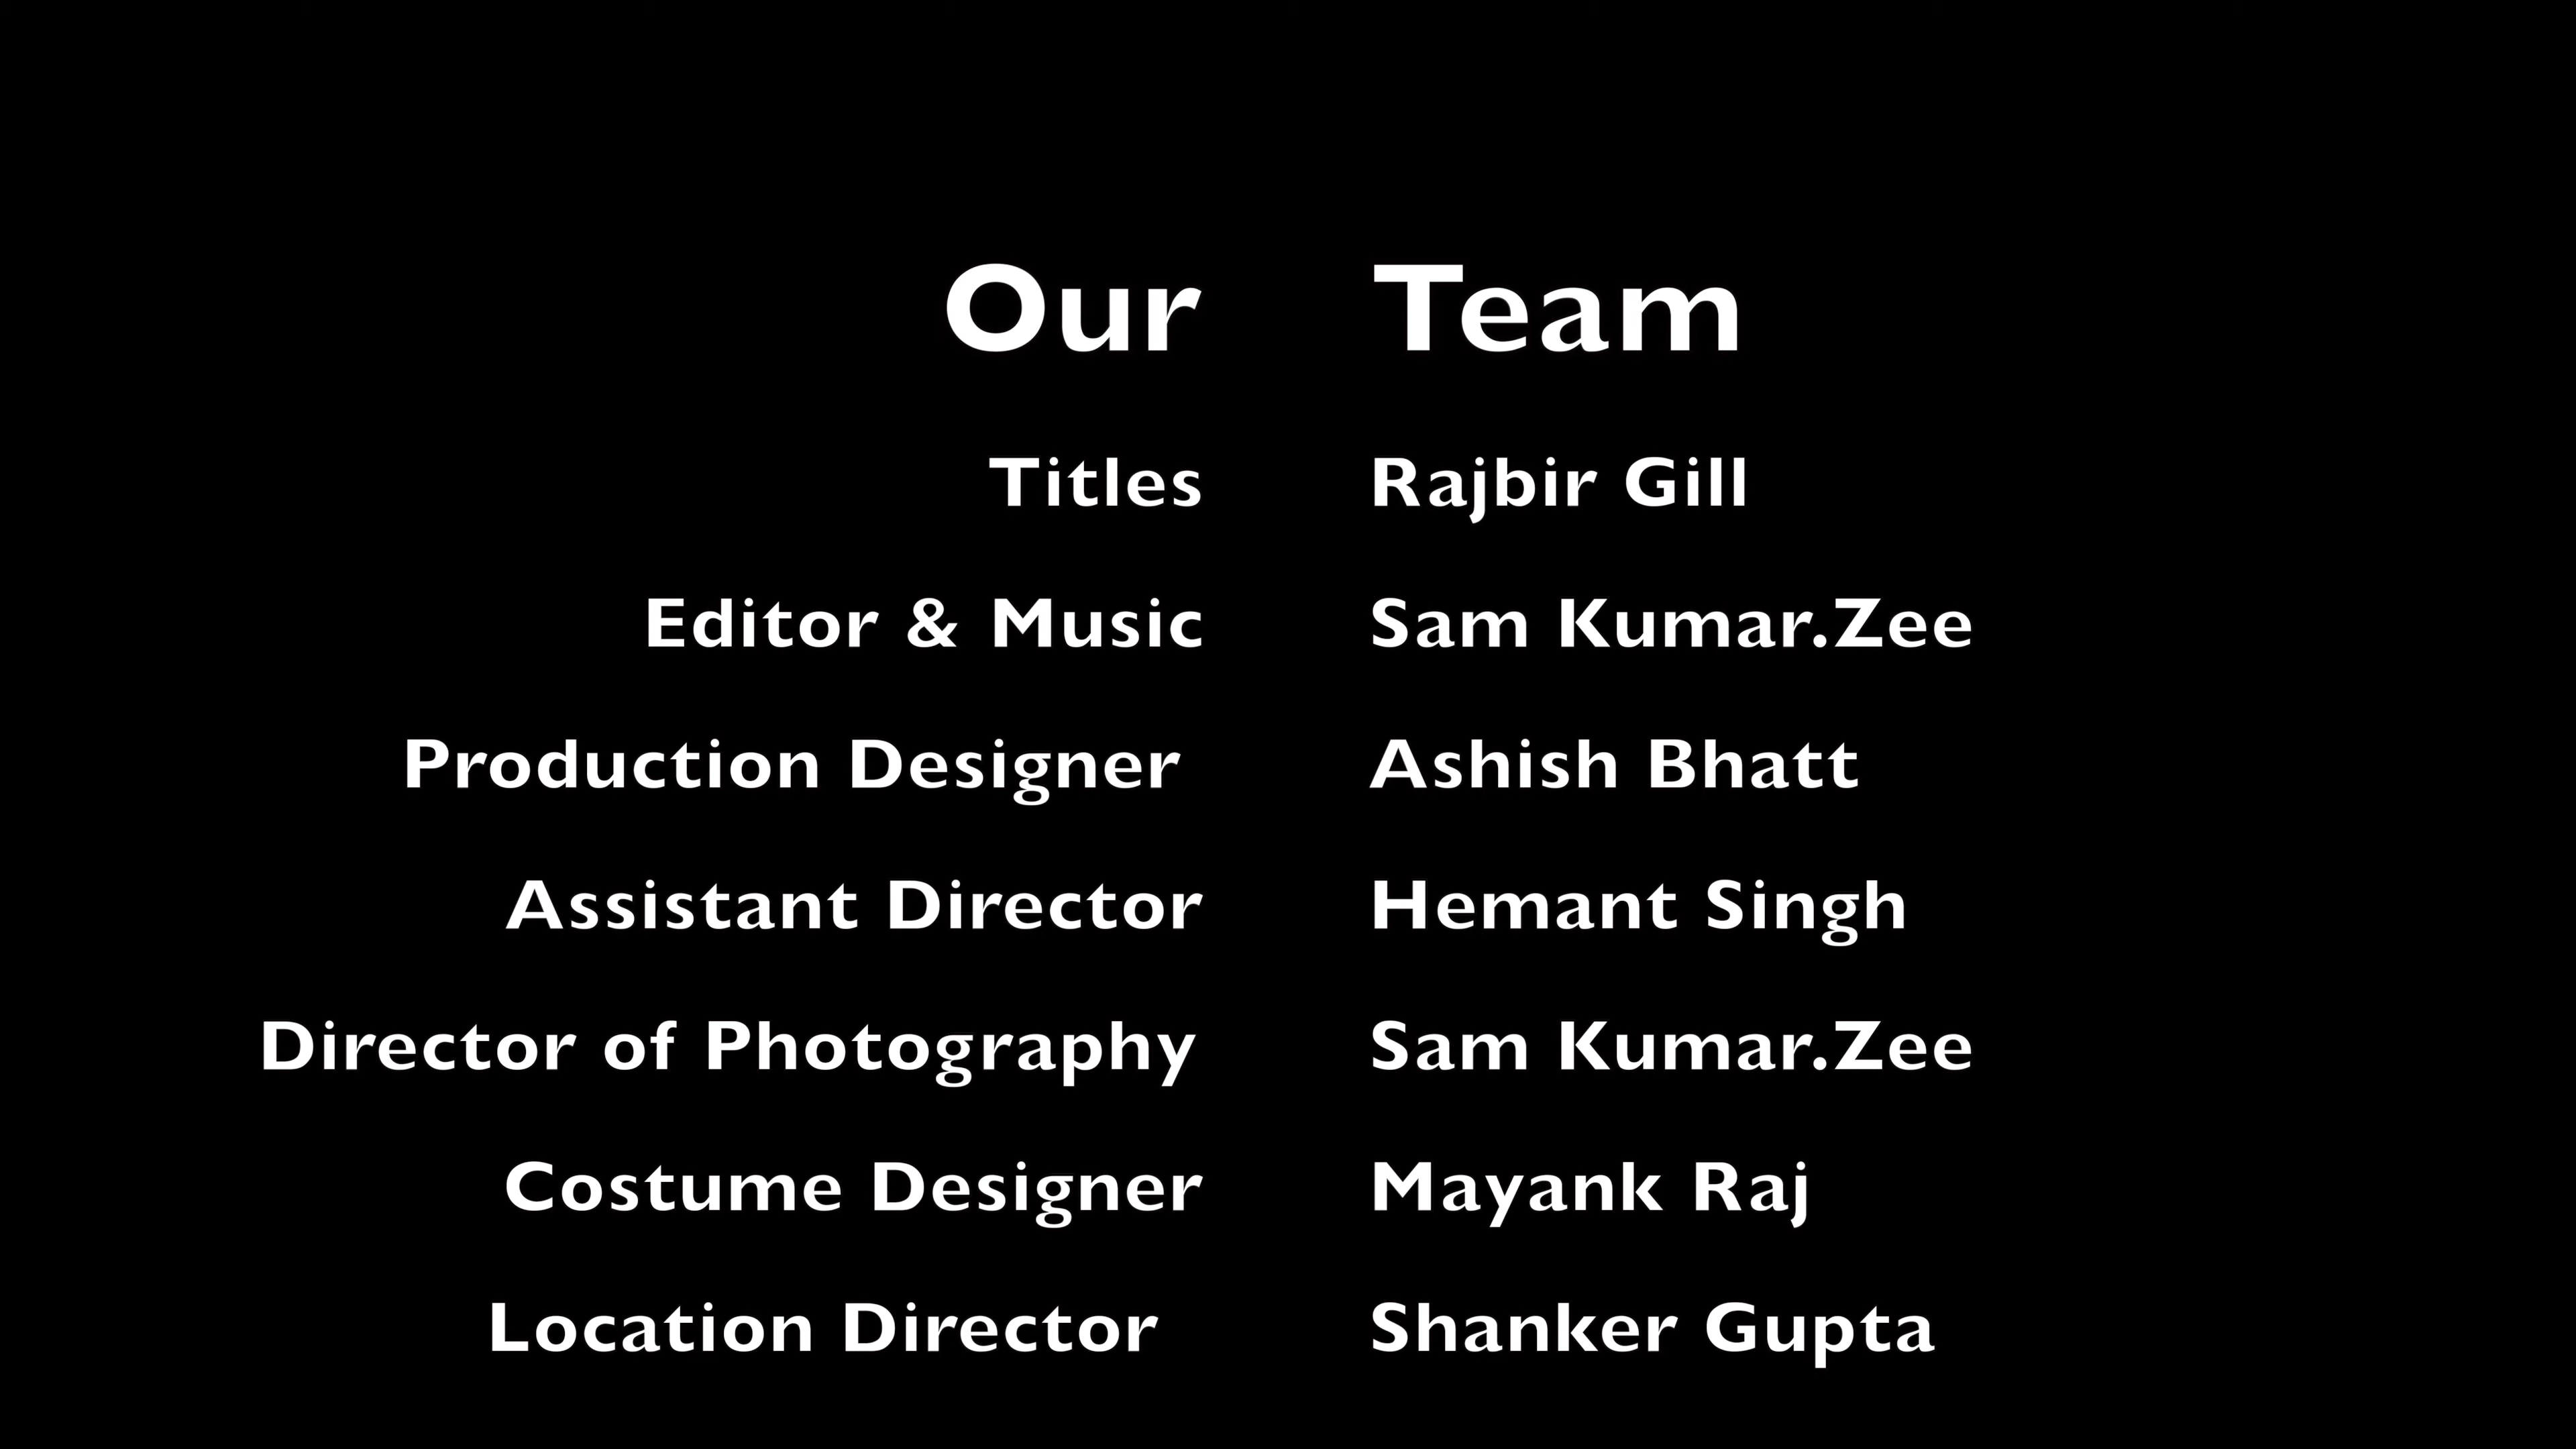 Our Team
Titles Rajbir Gill
Editor & Music Sam Kumar.Zee
Production Designer Ashish Bhatt
Assistant Director Hemant Singh
Director of Photography Sam Kumar.Zee
Costume Designer Mayank Raj
Location Director Shanker Gupta